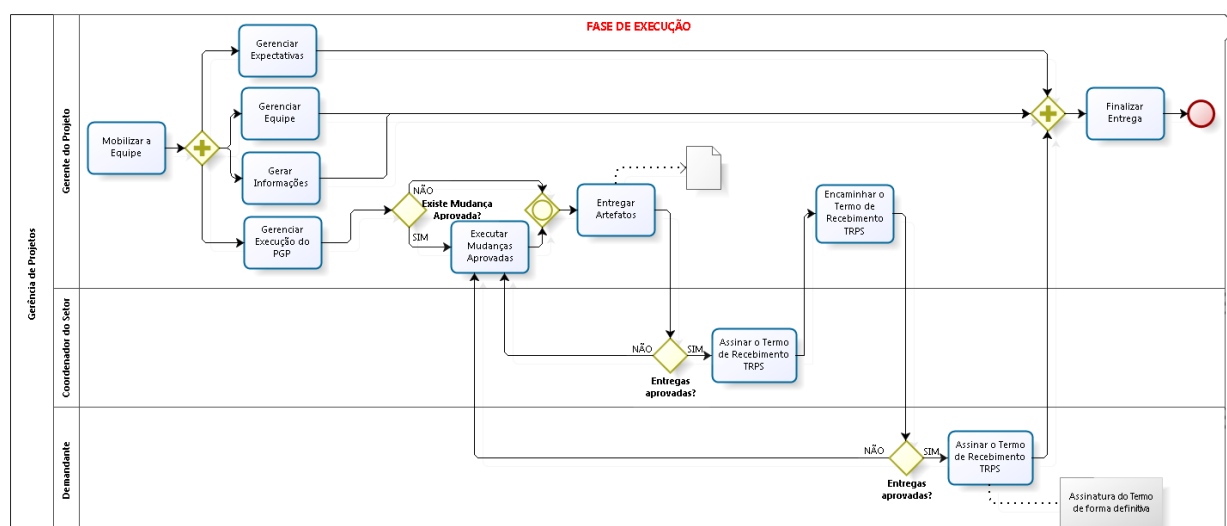 FASE DE EXECUÇÃO
Gerência de Projetos
Gerente do Projeto
Mobilizar a
Equipe
Gerenciar
Expectativas
Gerenciar
Equipe
Gerar
Informações
Gerenciar
Execução do
PGP
NÃO
Existe Mudança
Aprovada?
SIM
Executar
Mudanças
Aprovadas
Entregar
Artefatos
Encaminhar o
Termo de
Recebimento
TRPS
Finalizar
Entrega
Coordenador do Setor
NÃO
SIM
Entregas
aprovadas?
Assinar o Termo
de Recebimento
TRPS
Demandante
NÃO
SIM
Entregas
aprovadas?
Assinar o Termo
de Recebimento
TRPS
Assinatura do Termo
de forma definitiva